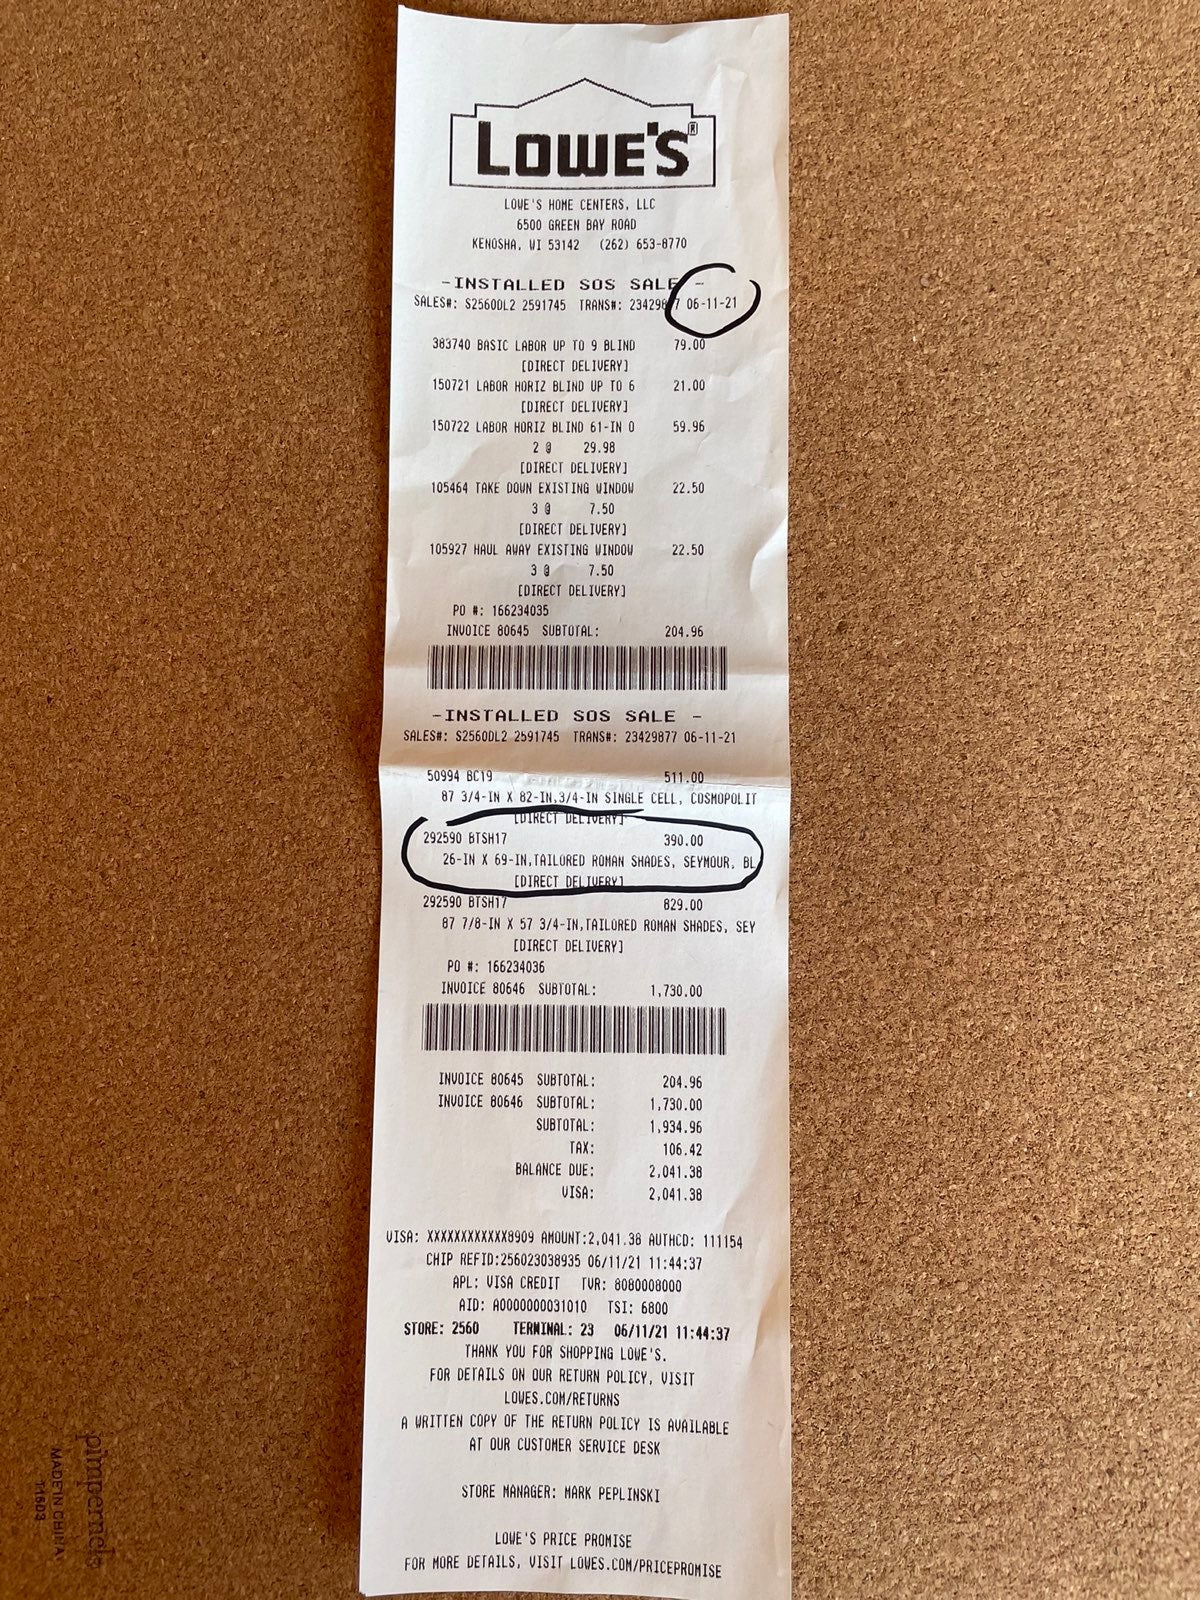 LOWE'S®
LOWE'S HOME CENTERS, LLC
6500 GREEN BAY ROAD
KENOSHA, WI 53142 (262) 653-8770
-INSTALLED SOS SALE -
SALES#: S2560DL2 2591745 TRANS#: 23429877 06-11-21
383740 BASIC LABOR UP TO 9 BLIND 79.00
[DIRECT DELIVERY]
150721 LABOR HORIZ BLIND UP TO 6 21.00
[DIRECT DELIVERY]
150722 LABOR HORIZ BLIND 61-IN O 59.96
2 @ 29.98
[DIRECT DELIVERY]
105464 TAKE DOWN EXISTING WINDOW 22.50
3 @ 7.50
[DIRECT DELIVERY]
105927 HAUL AWAY EXISTING WINDOW 22.50
3 @ 7.50
[DIRECT DELIVERY]
PO #: 166234035
INVOICE 80645 SUBTOTAL: 204.96
-INSTALLED SOS SALE -
SALES#: S2560DL2 2591745 TRANS#: 23429877 06-11-21
50994 BC19 511.00
87 3/4-IN X 82-IN,3/4-IN SINGLE CELL, COSMOPOLIT
[DIRECT DELIVERY]
292590 BTSH17 390.00
26-IN X 69-IN,TAILORED ROMAN SHADES, SEYMOUR, BL
[DIRECT DELIVERY]
292590 BTSH17 829.00
87 7/8-IN X 57 3/4-IN,TAILORED ROMAN SHADES, SEY
[DIRECT DELIVERY]
PO #: 166234036
INVOICE 80646 SUBTOTAL: 1,730.00
INVOICE 80645 SUBTOTAL: 204.96
INVOICE 80646 SUBTOTAL: 1,730.00
SUBTOTAL: 1,934.96
TAX: 106.42
BALANCE DUE: 2,041.38
VISA: 2,041.38
VISA: XXXXXXXXXXXX8909 AMOUNT:2,041.38 AUTHCD: 111154
CHIP REFID:256023038935 06/11/21 11:44:37
APL: VISA CREDIT TVR: 8080008000
AID: A0000000031010 TSI: 6800
STORE: 2560 TERMINAL: 23 06/11/21 11:44:37
THANK YOU FOR SHOPPING LOWE'S.
FOR DETAILS ON OUR RETURN POLICY, VISIT
LOWES.COM/RETURNS
A WRITTEN COPY OF THE RETURN POLICY IS AVAILABLE
AT OUR CUSTOMER SERVICE DESK
STORE MANAGER: MARK PEPLINSKI
LOWE'S PRICE PROMISE
FOR MORE DETAILS, VISIT LOWES.COM/PRICEPROMISE
pimpernel
MADE IN CHINA
11603